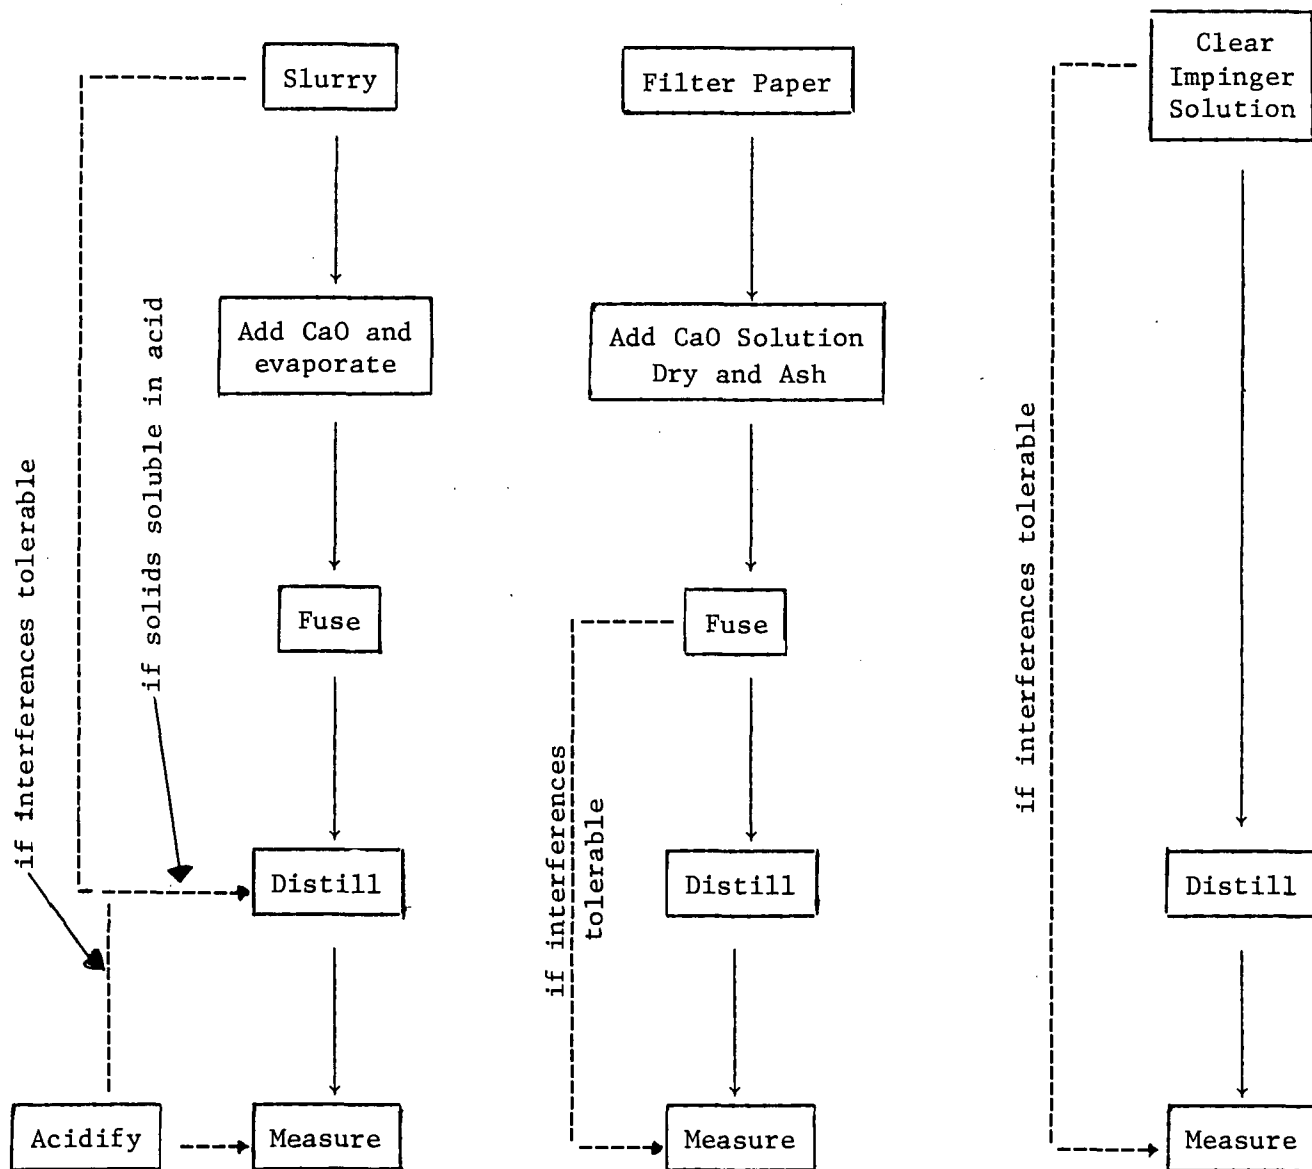 Slurry
Filter Paper
Clear
Impinger
Solution
Add CaO and
evaporate
Add CaO Solution
Dry and Ash
if interferences tolerable
if solids soluble in acid
Fuse
Fuse
if interferences
tolerable
if interferences tolerable
Distill
Distill
Distill
Acidify
Measure
Measure
Measure